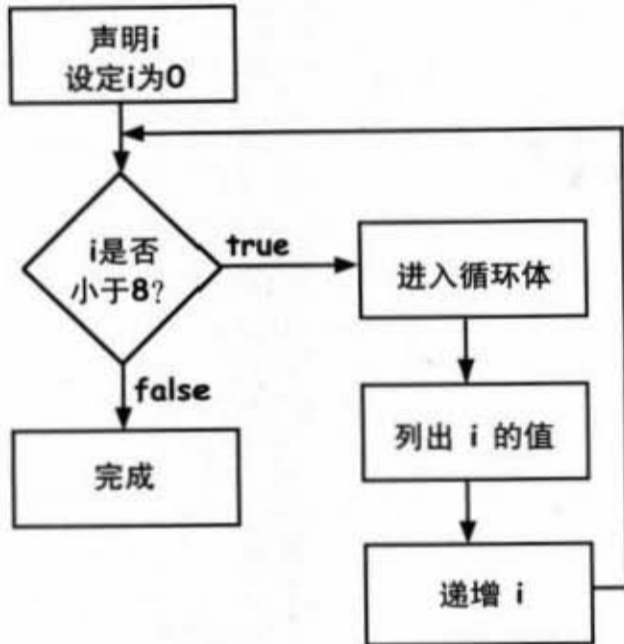 声明i
设定i为0
i是否
小于8?
true
进入循环体
false
列出 i 的值
完成
递增 i